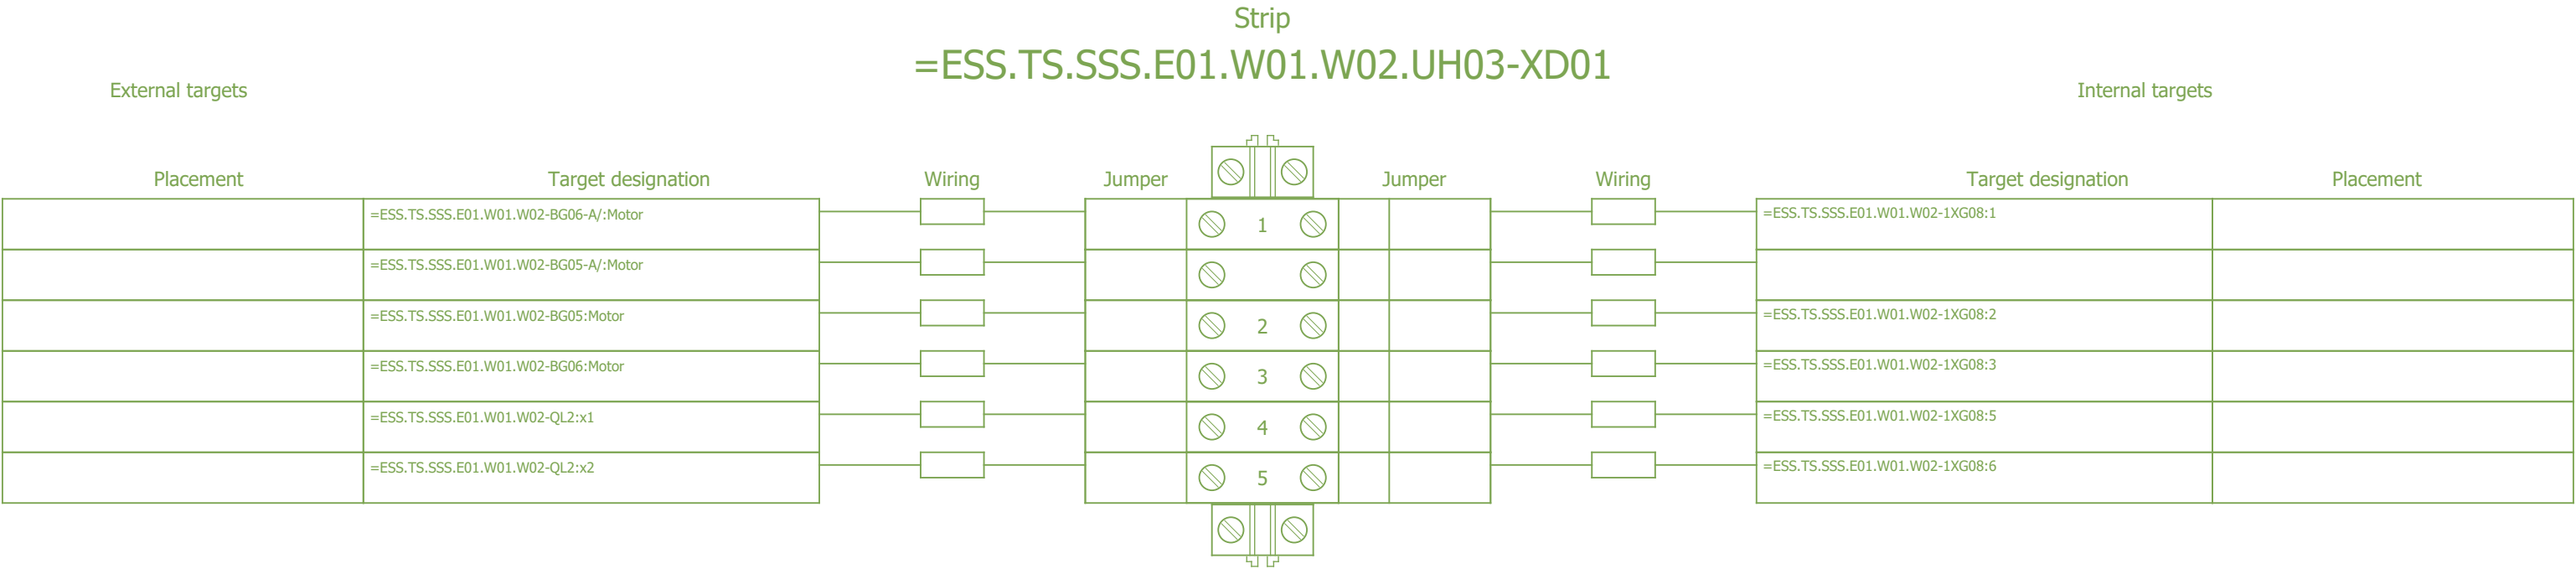 Strip
=ESS.TS.SSS.E01.W01.W02.UH03-XD01
External targets
Internal targets
Placement Target designation Wiring Jumper Jumper Wiring Target designation Placement
=ESS.TS.SSS.E01.W01.W02-BG06-A/:Motor 1 =ESS.TS.SSS.E01.W01.W02-1XG08:1
=ESS.TS.SSS.E01.W01.W02-BG05-A/:Motor
=ESS.TS.SSS.E01.W01.W02-BG05:Motor 2 =ESS.TS.SSS.E01.W01.W02-1XG08:2
=ESS.TS.SSS.E01.W01.W02-BG06:Motor 3 =ESS.TS.SSS.E01.W01.W02-1XG08:3
=ESS.TS.SSS.E01.W01.W02-QL2:x1 4 =ESS.TS.SSS.E01.W01.W02-1XG08:5
=ESS.TS.SSS.E01.W01.W02-QL2:x2 5 =ESS.TS.SSS.E01.W01.W02-1XG08:6